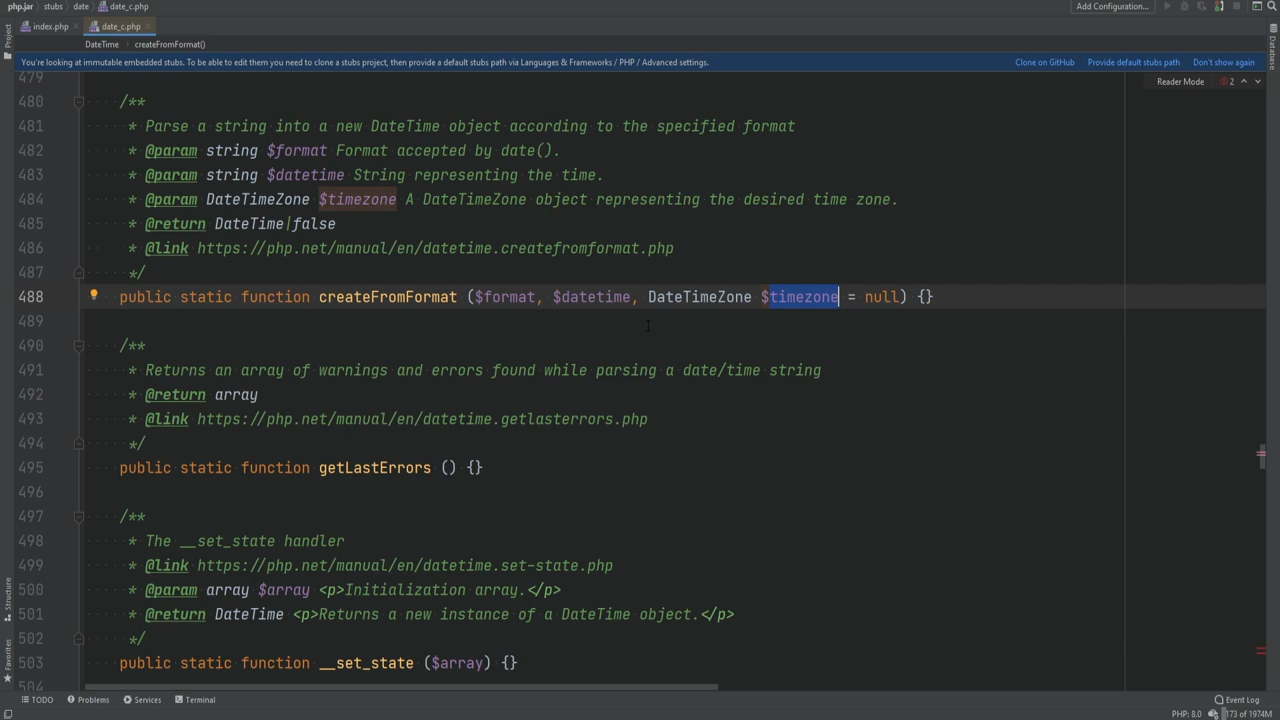 php.jar › stubs › date › date_c.php
Add Configuration...
index.php
date_c.php
DateTime › createFromFormat()
You're looking at immutable embedded stubs. To be able to edit them you need to clone a stubs project, then provide a default stubs path via Languages & Frameworks / PHP / Advanced settings.
Clone on GitHub
Provide default stubs path
Don't show again
Reader Mode
2
Project
Database
Structure
Favorites
479
480 /**
481 * Parse a string into a new DateTime object according to the specified format
482 * @param string $format Format accepted by date().
483 * @param string $datetime String representing the time.
484 * @param DateTimeZone $timezone A DateTimeZone object representing the desired time zone.
485 * @return DateTime|false
486 * @link https://php.net/manual/en/datetime.createfromformat.php
487 */
488 public static function createFromFormat ($format, $datetime, DateTimeZone $timezone = null) {}
489
490 /**
491 * Returns an array of warnings and errors found while parsing a date/time string
492 * @return array
493 * @link https://php.net/manual/en/datetime.getlasterrors.php
494 */
495 public static function getLastErrors () {}
496
497 /**
498 * The __set_state handler
499 * @link https://php.net/manual/en/datetime.set-state.php
500 * @param array $array <p>Initialization array.</p>
501 * @return DateTime <p>Returns a new instance of a DateTime object.</p>
502 */
503 public static function __set_state ($array) {}
504
TODO
Problems
Services
Terminal
Event Log
PHP: 8.0
173 of 1974M